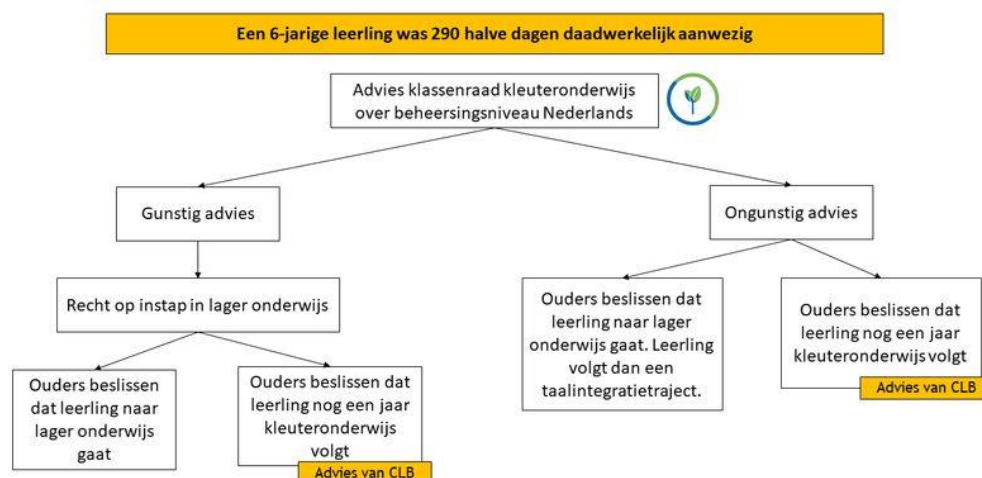 Een 6-jarige leerling was 290 halve dagen daadwerkelijk aanwezig
Advies klassenraad kleuteronderwijs
over beheersingsniveau Nederlands
Gunstig advies
Ongunstig advies
Recht op instap in lager onderwijs
Ouders beslissen dat
leerling naar lager
onderwijs gaat. Leerling
volgt dan een
taalintegratietraject.
Ouders beslissen dat
leerling nog een jaar
kleuteronderwijs volgt
Advies van CLB
Ouders beslissen
dat leerling naar
lager onderwijs
gaat
Ouders beslissen dat
leerling nog een jaar
kleuteronderwijs
volgt
Advies van CLB